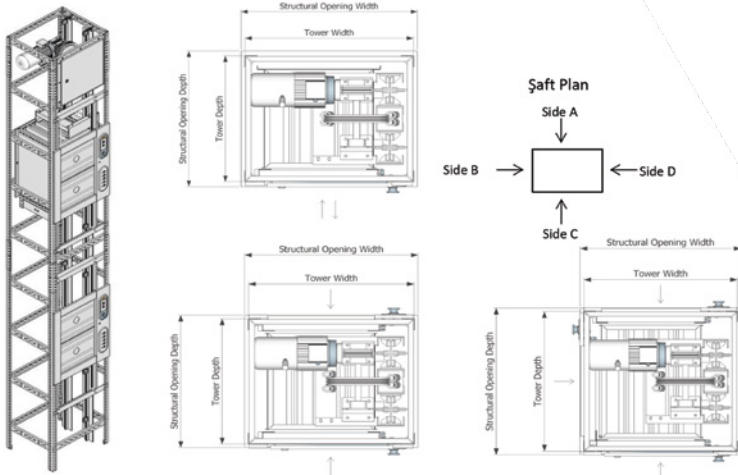 Structural Opening Width
Tower Width
Structural Opening Depth
Tower Depth
Şaft Plan
Side A
Side B
Side D
Side C
Structural Opening Width
Tower Width
Structural Opening Depth
Tower Depth
Structural Opening Width
Tower Width
Structural Opening Depth
Tower Depth